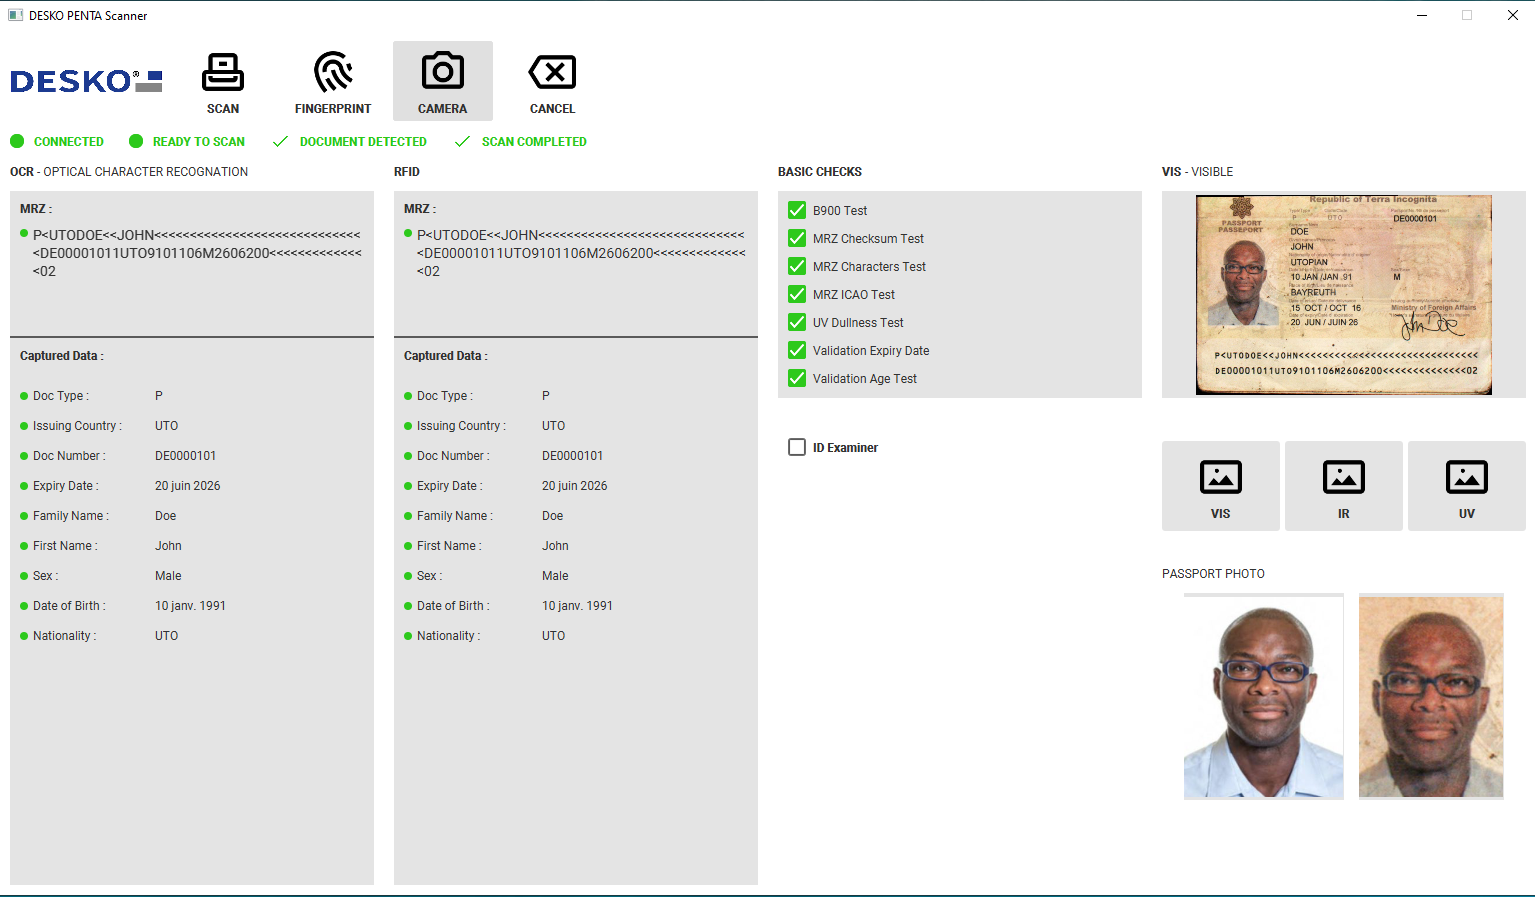 DESKO PENTA Scanner
DESKO®
SCAN
FINGERPRINT
CAMERA
CANCEL
CONNECTED
READY TO SCAN
DOCUMENT DETECTED
SCAN COMPLETED
OCR - OPTICAL CHARACTER RECOGNATION
MRZ :
P<UTODOE<<JOHN<<<<<<<<<<<<<<<<<<<<<<<<<<<<<
<DE00001011UTO9101106M2606200<<<<<<<<<<<<<
<02
Captured Data :
Doc Type : P
Issuing Country : UTO
Doc Number : DE0000101
Expiry Date : 20 juin 2026
Family Name : Doe
First Name : John
Sex : Male
Date of Birth : 10 janv. 1991
Nationality : UTO
RFID
MRZ :
P<UTODOE<<JOHN<<<<<<<<<<<<<<<<<<<<<<<<<<<<<
<DE00001011UTO9101106M2606200<<<<<<<<<<<<<
<02
Captured Data :
Doc Type : P
Issuing Country : UTO
Doc Number : DE0000101
Expiry Date : 20 juin 2026
Family Name : Doe
First Name : John
Sex : Male
Date of Birth : 10 janv. 1991
Nationality : UTO
BASIC CHECKS
B900 Test
MRZ Checksum Test
MRZ Characters Test
MRZ ICAO Test
UV Dullness Test
Validation Expiry Date
Validation Age Test
ID Examiner
VIS - VISIBLE
Republic of Terra Incognita
PASSPORT
PASSEPORT
P UTO DE0000101
DOE
JOHN
UTOPIAN
10 JAN /JAN .91 M
BAYREUTH
15 OCT / OCT 16 Ministry of Foreign Affairs
20 JUN / JUIN 26
John Doe
P<UTODOE<<JOHN<<<<<<<<<<<<<<<<<<<<<<<<<<<<<<
DE00001011UTO9101106M2606200<<<<<<<<<<<<<<02
VIS
IR
UV
PASSPORT PHOTO